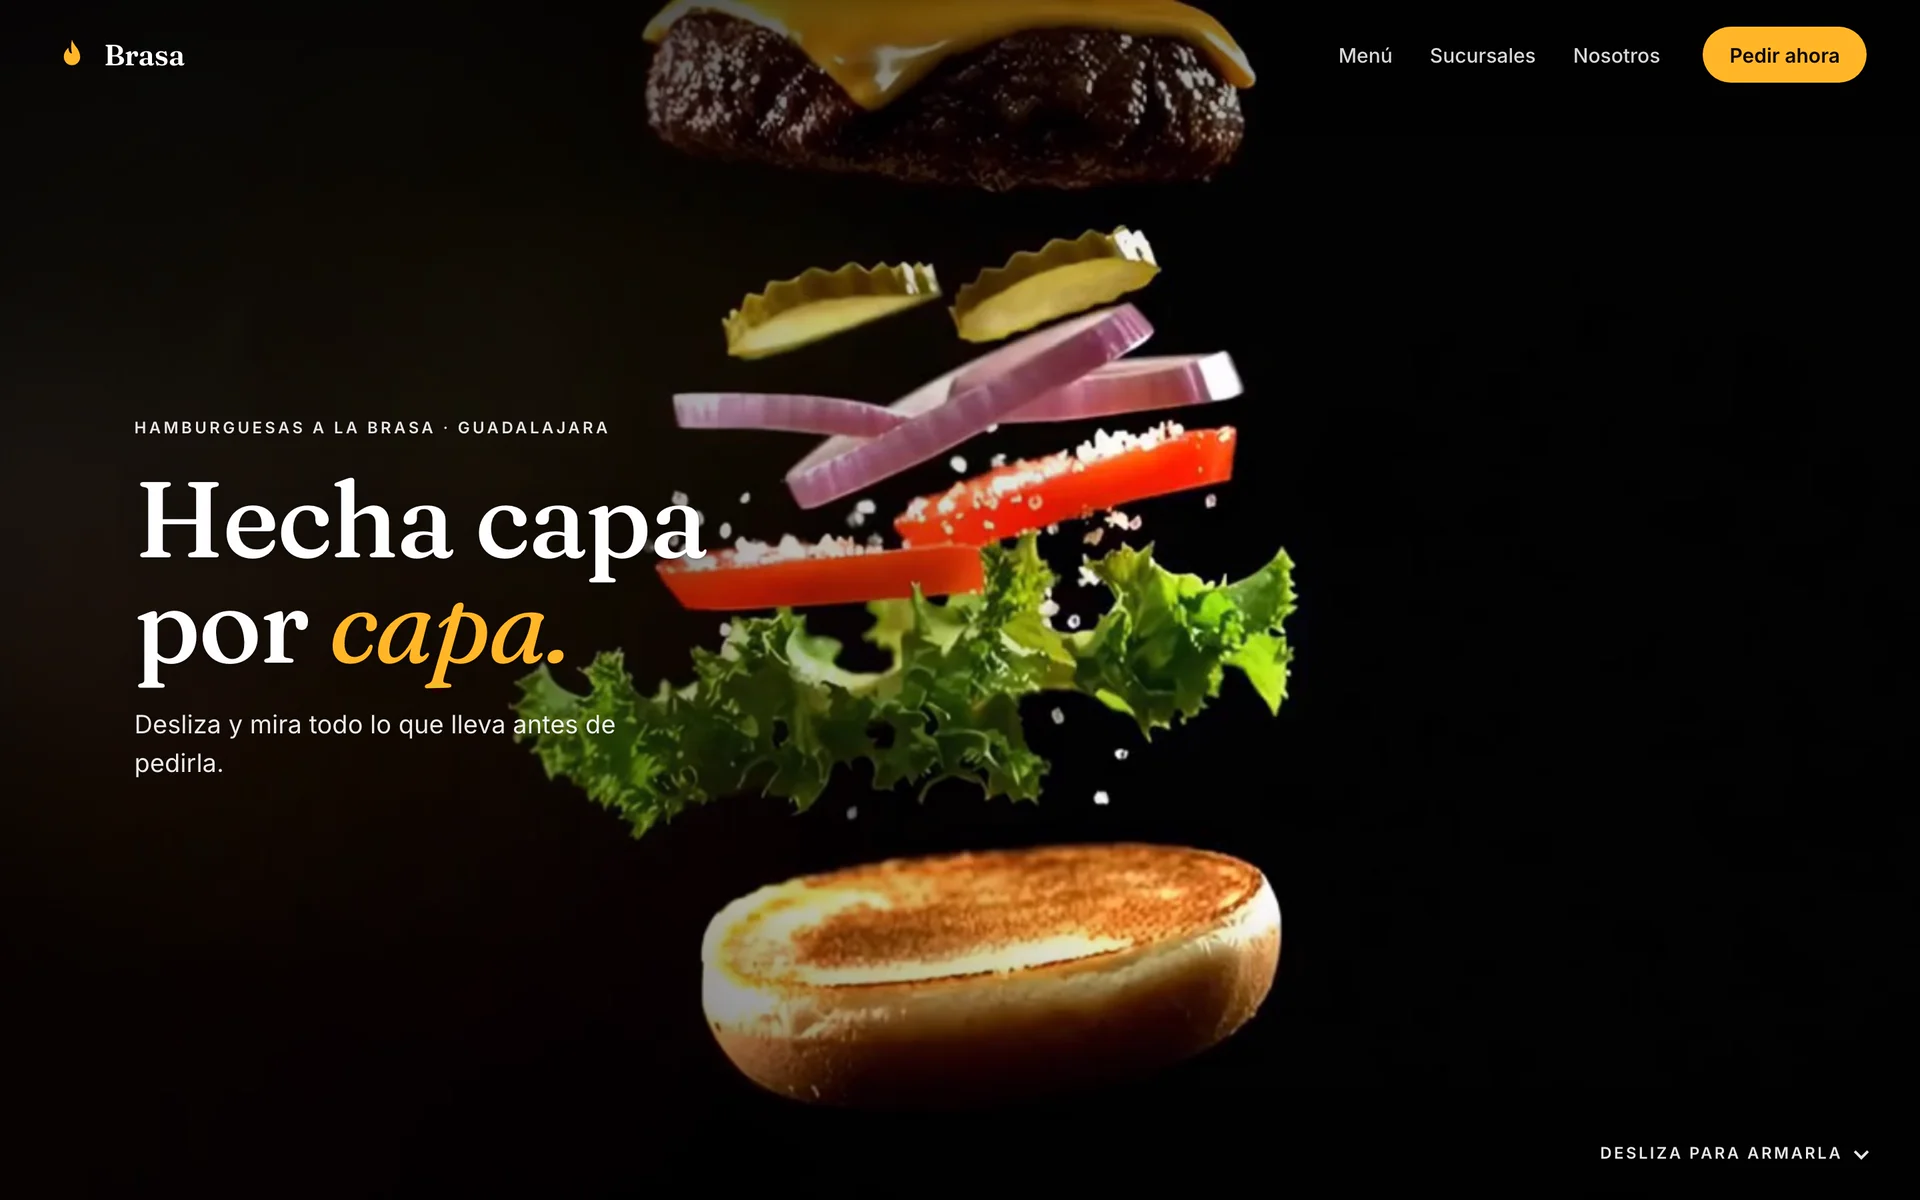 Brasa
Menú
Sucursales
Nosotros
Pedir ahora
HAMBURGUESAS A LA BRASA · GUADALAJARA
Hecha capa
por capa.
Desliza y mira todo lo que lleva antes de
pedirla.
DESLIZA PARA ARMARLA